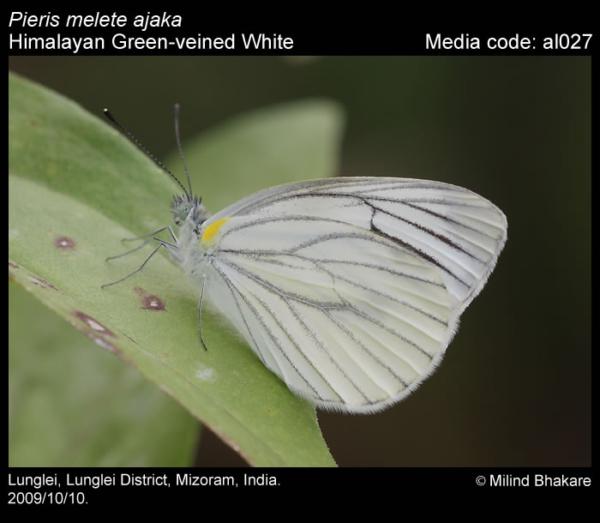 Pieris melete ajaka
Himalayan Green-veined White Media code: al027
Lunglei, Lunglei District, Mizoram, India.
2009/10/10. © Milind Bhakare